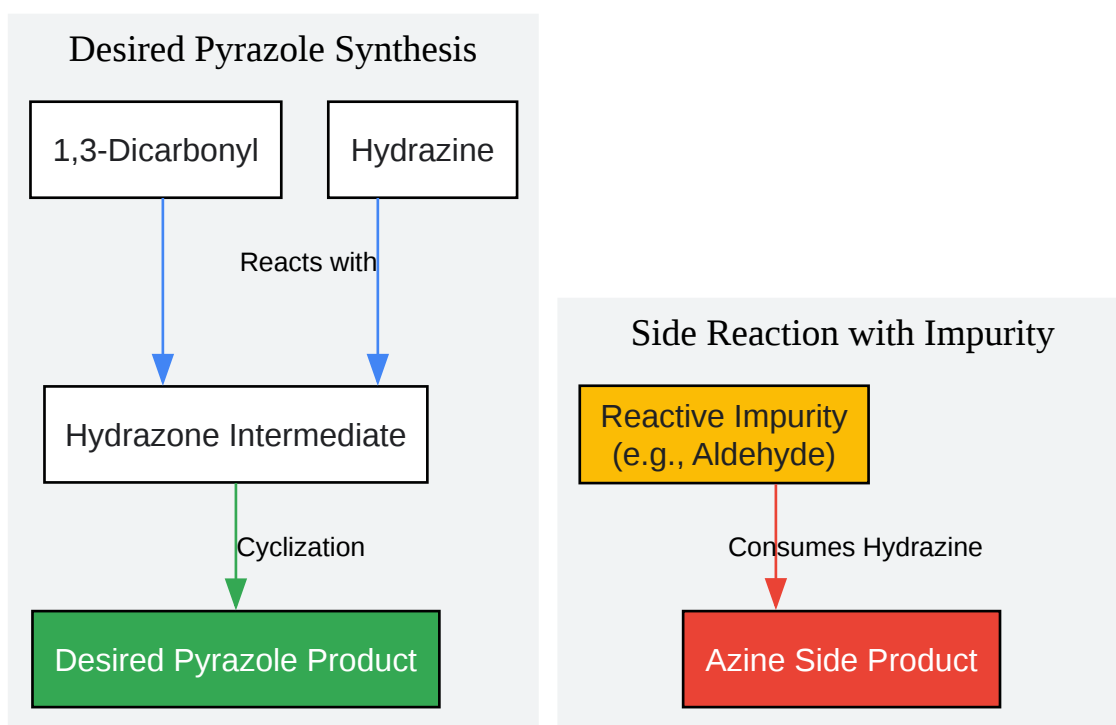 Desired Pyrazole Synthesis
1,3-Dicarbonyl
Hydrazine
Reacts with
Hydrazone Intermediate
Cyclization
Desired Pyrazole Product
Side Reaction with Impurity
Reactive Impurity
(e.g., Aldehyde)
Consumes Hydrazine
Azine Side Product